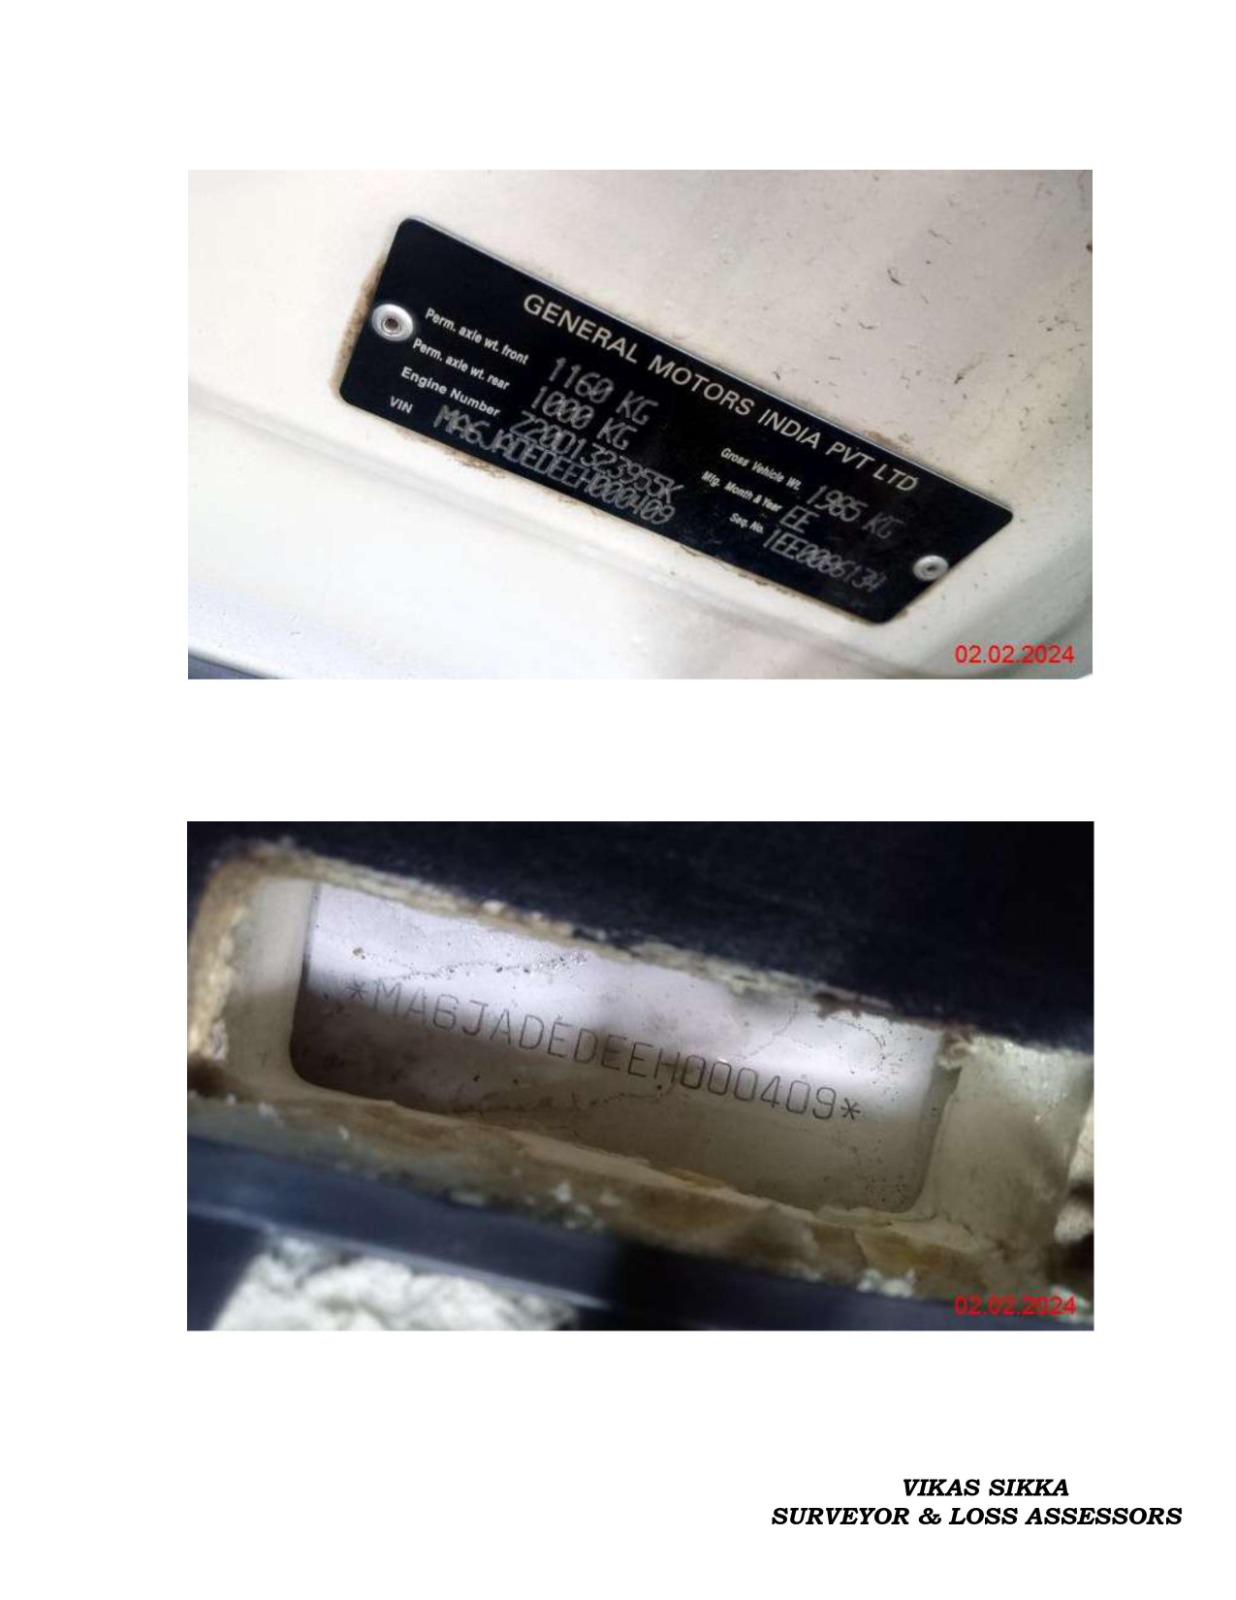 GENERAL MOTORS INDIA PVT LTD
Perm. axle wt. front 1160 KG
Perm. axle wt. rear 1000 KG
Engine Number Z20D1323955K
VIN MA6JADEDEEH000409
Gross Vehicle Wt. 1985 KG
Mfg. Month & Year EE
Seq. No. 1EE0086134
02.02.2024
*MA6JADEDEEH000409*
02.02.2024
VIKAS SIKKA
SURVEYOR & LOSS ASSESSORS